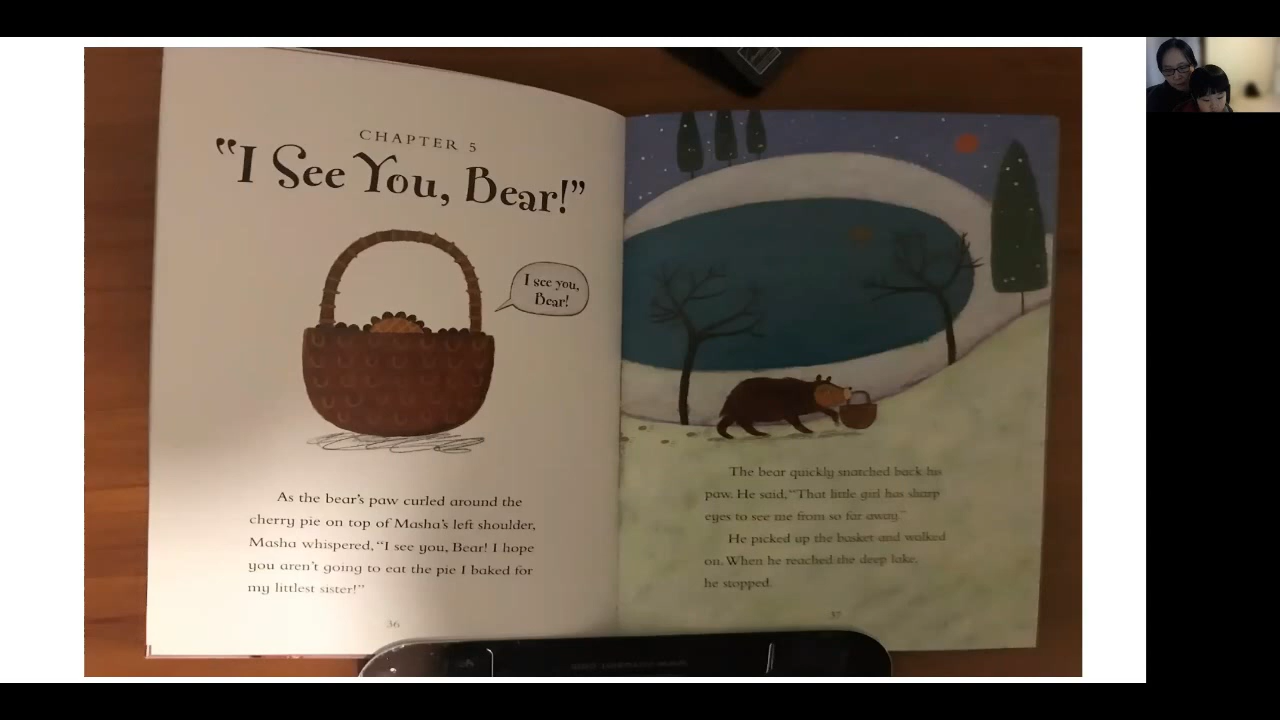 CHAPTER 5
"I See You, Bear!"
I see you,
Bear!
As the bear's paw curled around the
cherry pie on top of Masha's left shoulder,
Masha whispered, "I see you, Bear! I hope
you aren't going to eat the pie I baked for
my littlest sister!"
36
The bear quickly snatched back his
paw. He said, "That little girl has sharp
eyes to see me from so far away."
He picked up the basket and walked
on. When he reached the deep lake,
he stopped.
37